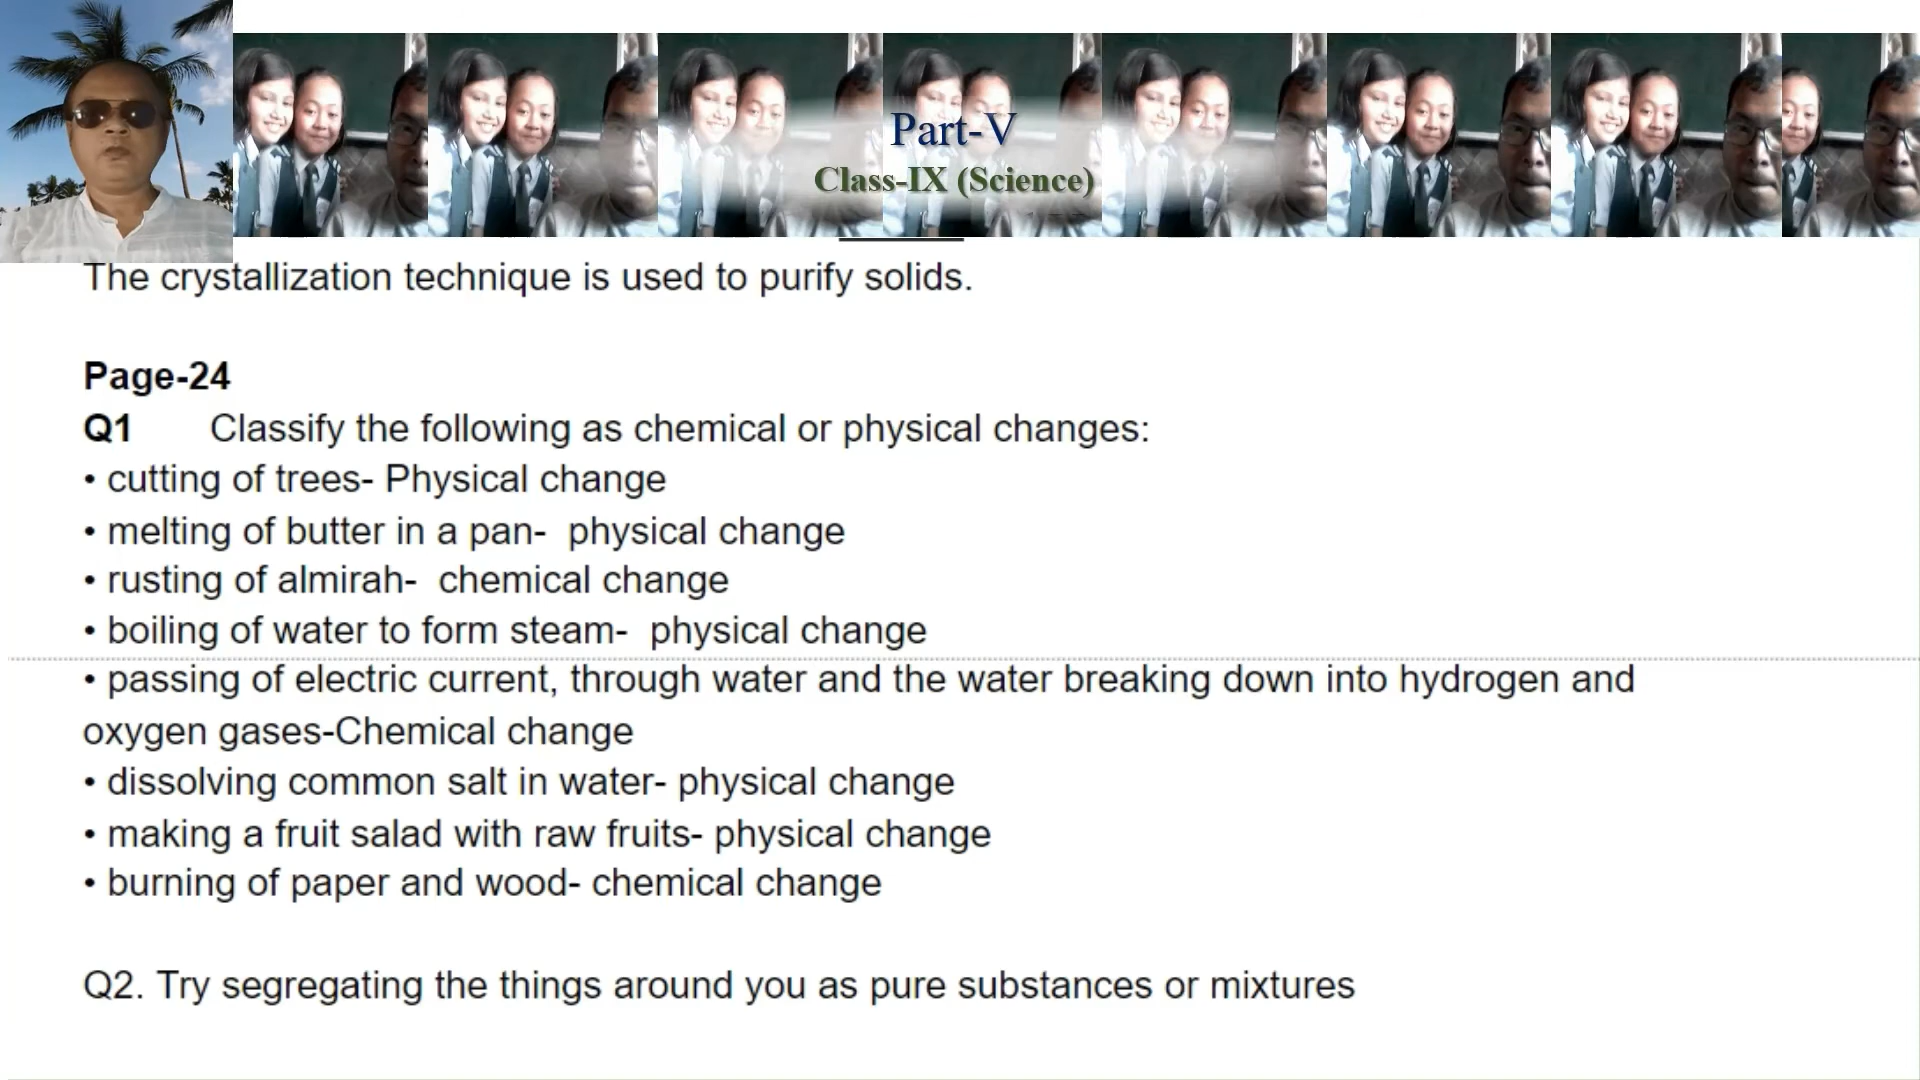 Part-V
Class-IX (Science)
The crystallization technique is used to purify solids.
Page-24
Q1 Classify the following as chemical or physical changes:
• cutting of trees- Physical change
• melting of butter in a pan- physical change
• rusting of almirah- chemical change
• boiling of water to form steam- physical change
• passing of electric current, through water and the water breaking down into hydrogen and
oxygen gases-Chemical change
• dissolving common salt in water- physical change
• making a fruit salad with raw fruits- physical change
• burning of paper and wood- chemical change
Q2. Try segregating the things around you as pure substances or mixtures